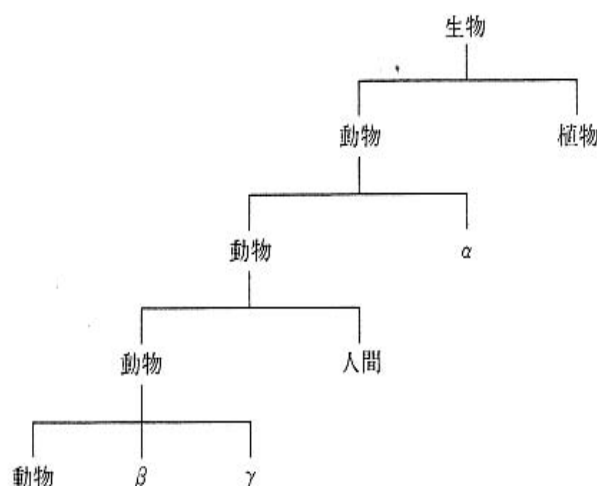 生物
動物 植物
動物 α
動物 人間
動物 β γ